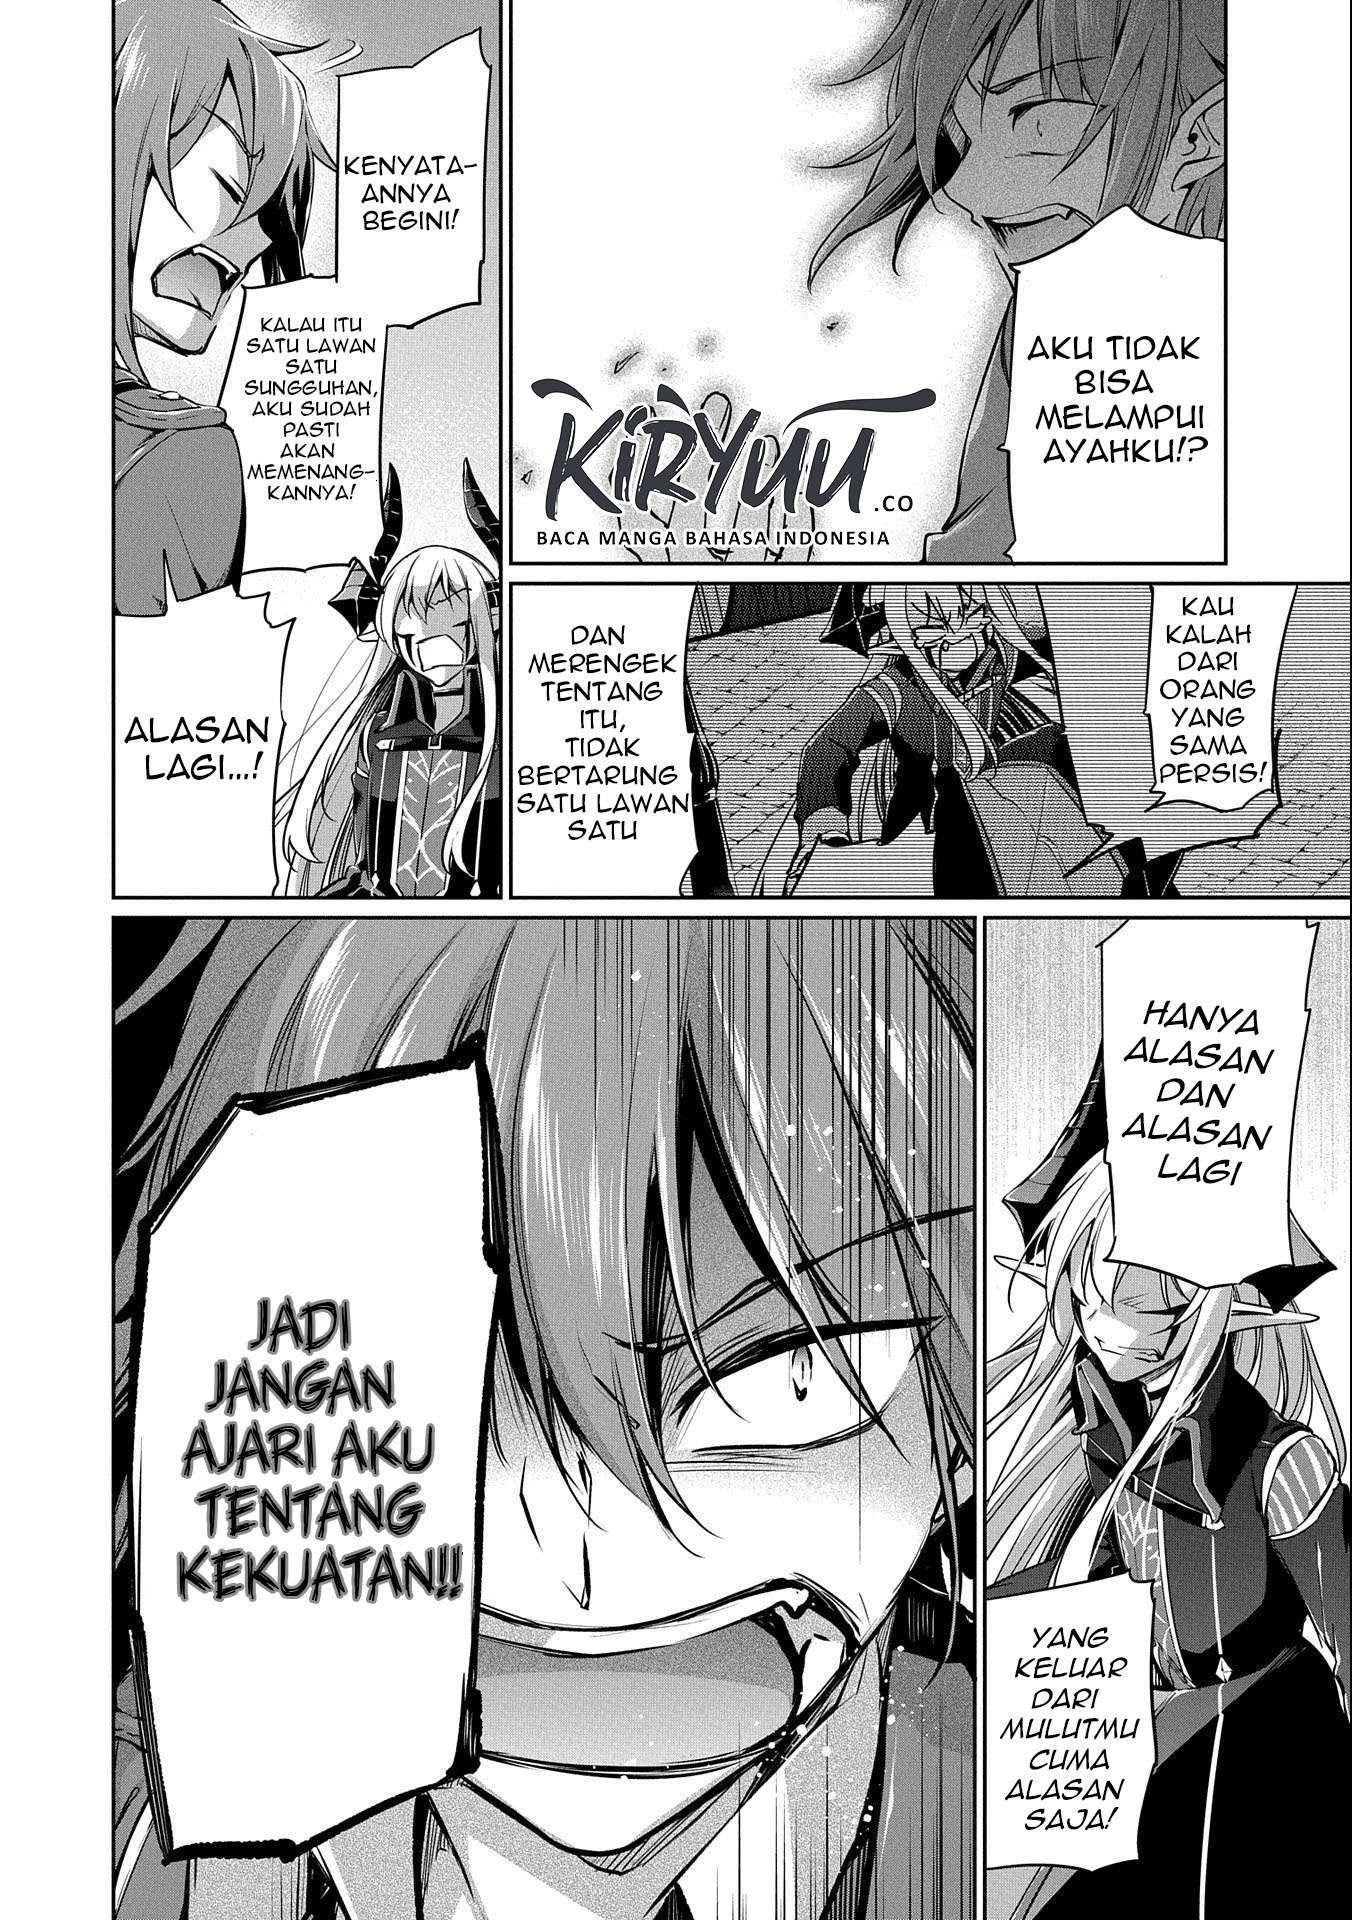 AKU TIDAK
BISA
MELAMPUI
AYAHKU!?
KENYATA-
ANNYA
BEGINI!
KALAU ITU
SATU LAWAN
SATU
SUNGGUHAN,
AKU SUDAH
PASTI
AKAN
MEMENANG-
KANNYA!
KIRYUU.CO
BACA MANGA BAHASA INDONESIA
KAU
KALAH
DARI
ORANG
YANG
SAMA
PERSIS!
DAN
MERENGEK
TENTANG
ITU,
TIDAK
BERTARUNG
SATU LAWAN
SATU
ALASAN
LAGI...!
HANYA
ALASAN
DAN
ALASAN
LAGI
YANG
KELUAR
DARI
MULUTMU
CUMA
ALASAN
SAJA!
JADI
JANGAN
AJARI AKU
TENTANG
KEKUATAN!!